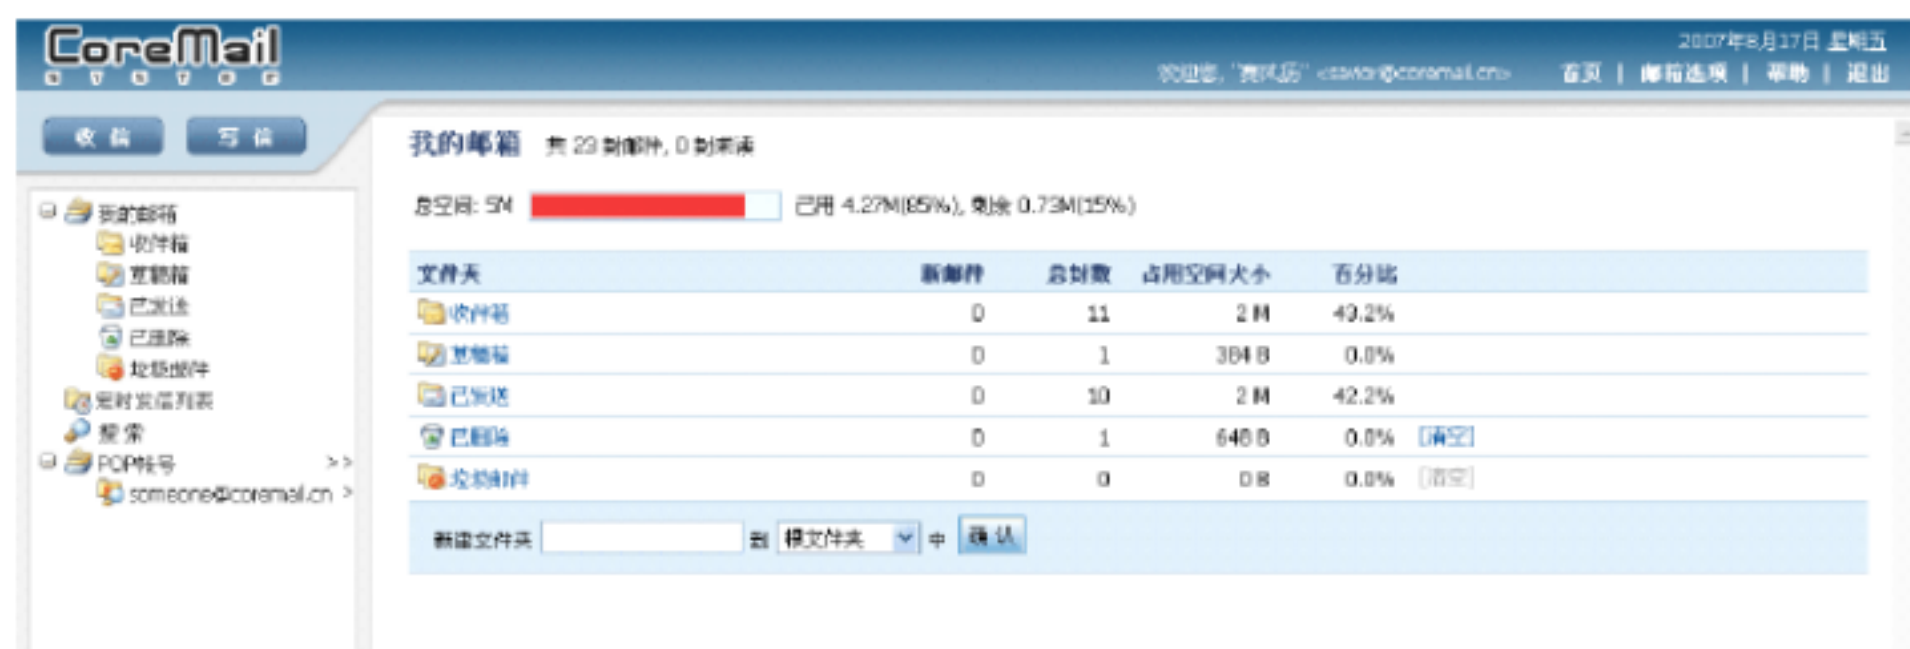 CoreMail
SYSTEM
2007年8月17日 星期五
欢迎您, 首页 | 邮箱选项 | 帮助 | 退出
收信 写信
我的邮箱 共 23 封邮件, 0 封未读
总空间: 5M 已用 4.27M(85%), 剩余 0.73M(15%)
我的邮箱
收件箱
草稿箱
已发送
已删除
垃圾邮件
定时发信列表
搜索
POP帐号 >>
someone@coremail.cn >
文件夹 新邮件 总封数 占用空间大小 百分比
收件箱 0 11 2 M 43.2%
草稿箱 0 1 384 B 0.0%
已发送 0 10 2 M 42.2%
已删除 0 1 648 B 0.0% [清空]
垃圾邮件 0 0 0 B 0.0% [清空]
新建文件夹 到 根文件夹 中 确认